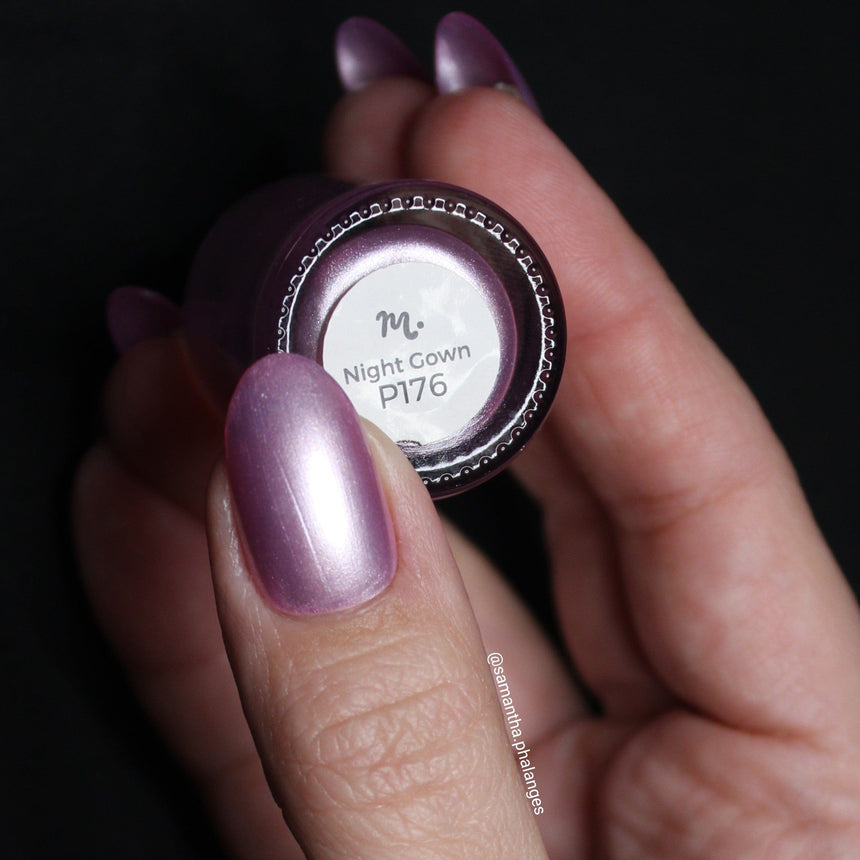 m.
Night Gown
P176
@samantha.phalanges